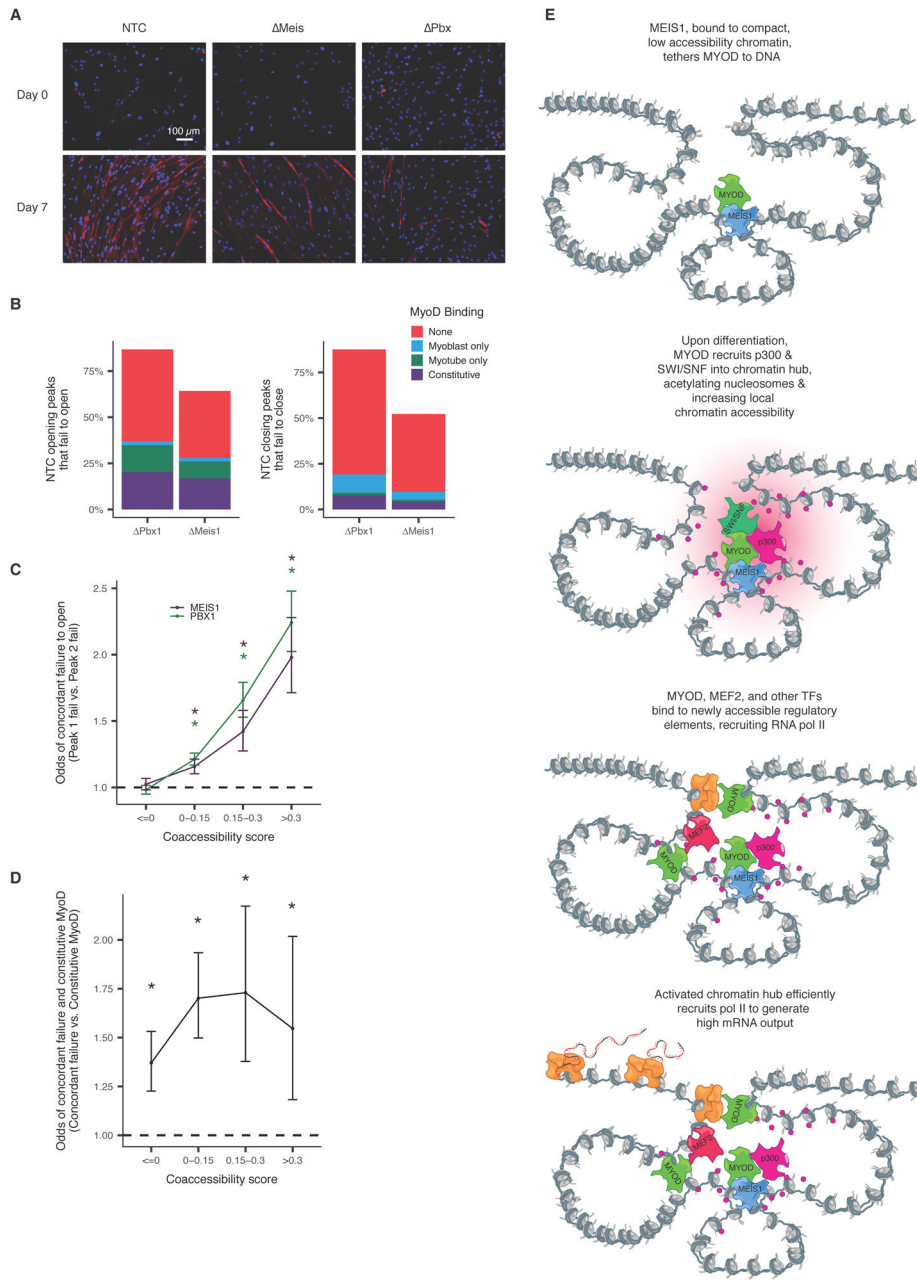 A
NTC
ΔMeis
ΔPbx
Day 0
100 µm
Day 7
B
MyoD Binding
None
Myoblast only
Myotube only
Constitutive
NTC opening peaks
that fail to open
75%
50%
25%
0%
ΔPbx1
ΔMeis1
NTC closing peaks
that fail to close
75%
50%
25%
0%
ΔPbx1
ΔMeis1
C
Odds of concordant failure to open
(Peak 1 fail vs. Peak 2 fail)
2.5
2.0
1.5
1.0
MEIS1
PBX1
*
*
*
*
*
*
<=0
0–0.15
0.15–0.3
>0.3
Coaccessibility score
D
Odds of concordant failure and constitutive MyoD
(Concordant failure vs. Constitutive MyoD)
2.00
1.75
1.50
1.25
1.00
*
*
*
*
<=0
0–0.15
0.15–0.3
>0.3
Coaccessibility score
E
MEIS1, bound to compact,
low accessibility chromatin,
tethers MYOD to DNA
MYOD
MEIS1
Upon differentiation,
MYOD recruits p300 &
SWI/SNF into chromatin hub,
acetylating nucleosomes &
increasing local
chromatin accessibility
SWI/SNF
MYOD
p300
MEIS1
MYOD, MEF2, and other TFs
bind to newly accessible regulatory
elements, recruiting RNA pol II
MYOD
MEF2
MYOD
MYOD
p300
MEIS1
Activated chromatin hub efficiently
recruits pol II to generate
high mRNA output
MYOD
MEF2
MYOD
MYOD
p300
MEIS1